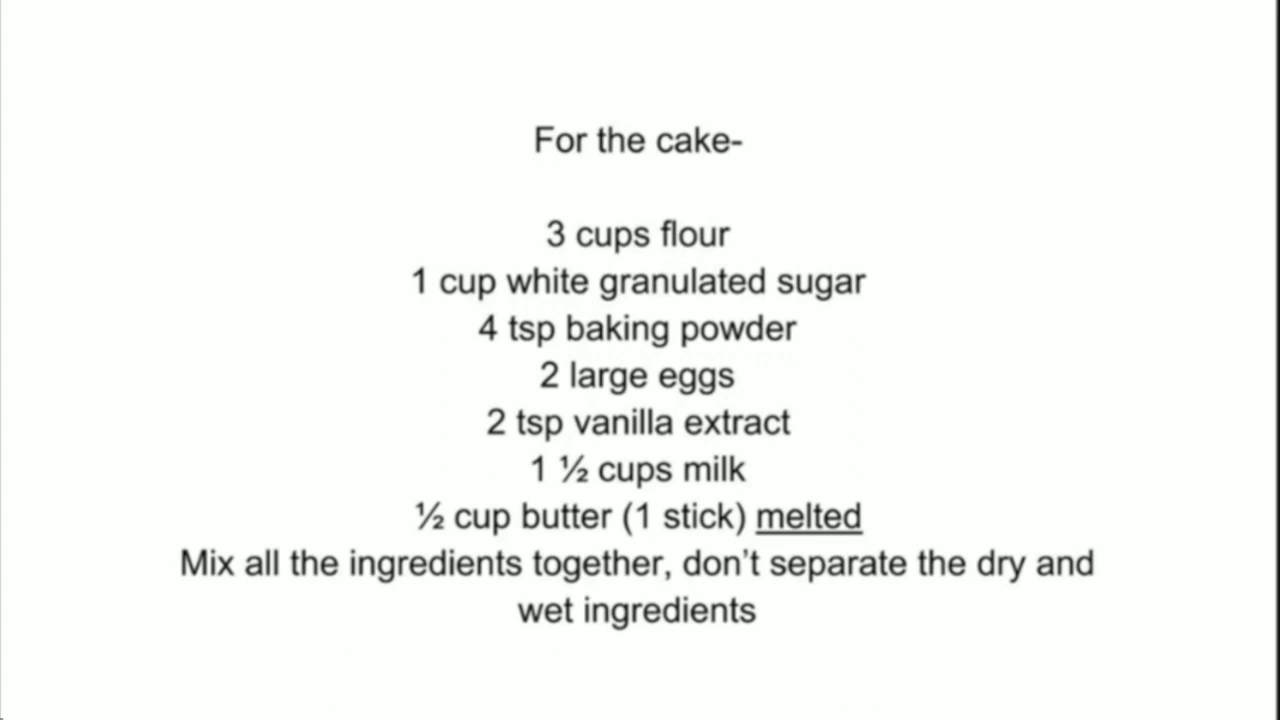 For the cake-
3 cups flour
1 cup white granulated sugar
4 tsp baking powder
2 large eggs
2 tsp vanilla extract
1 ½ cups milk
½ cup butter (1 stick) melted
Mix all the ingredients together, don’t separate the dry and
wet ingredients